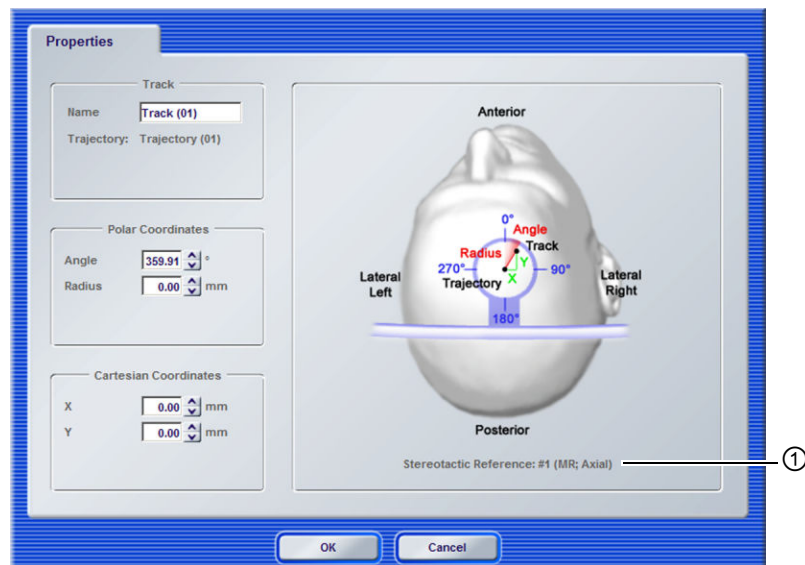 Properties
Track
Name Track (01)
Trajectory: Trajectory (01)
Polar Coordinates
Angle 359.91 °
Radius 0.00 mm
Cartesian Coordinates
X 0.00 mm
Y 0.00 mm
Anterior
0°
Angle
Radius Track
Y
270° 90°
X
Trajectory
Lateral Left
Lateral Right
180°
Posterior
Stereotactic Reference: #1 (MR; Axial)
①
OK Cancel